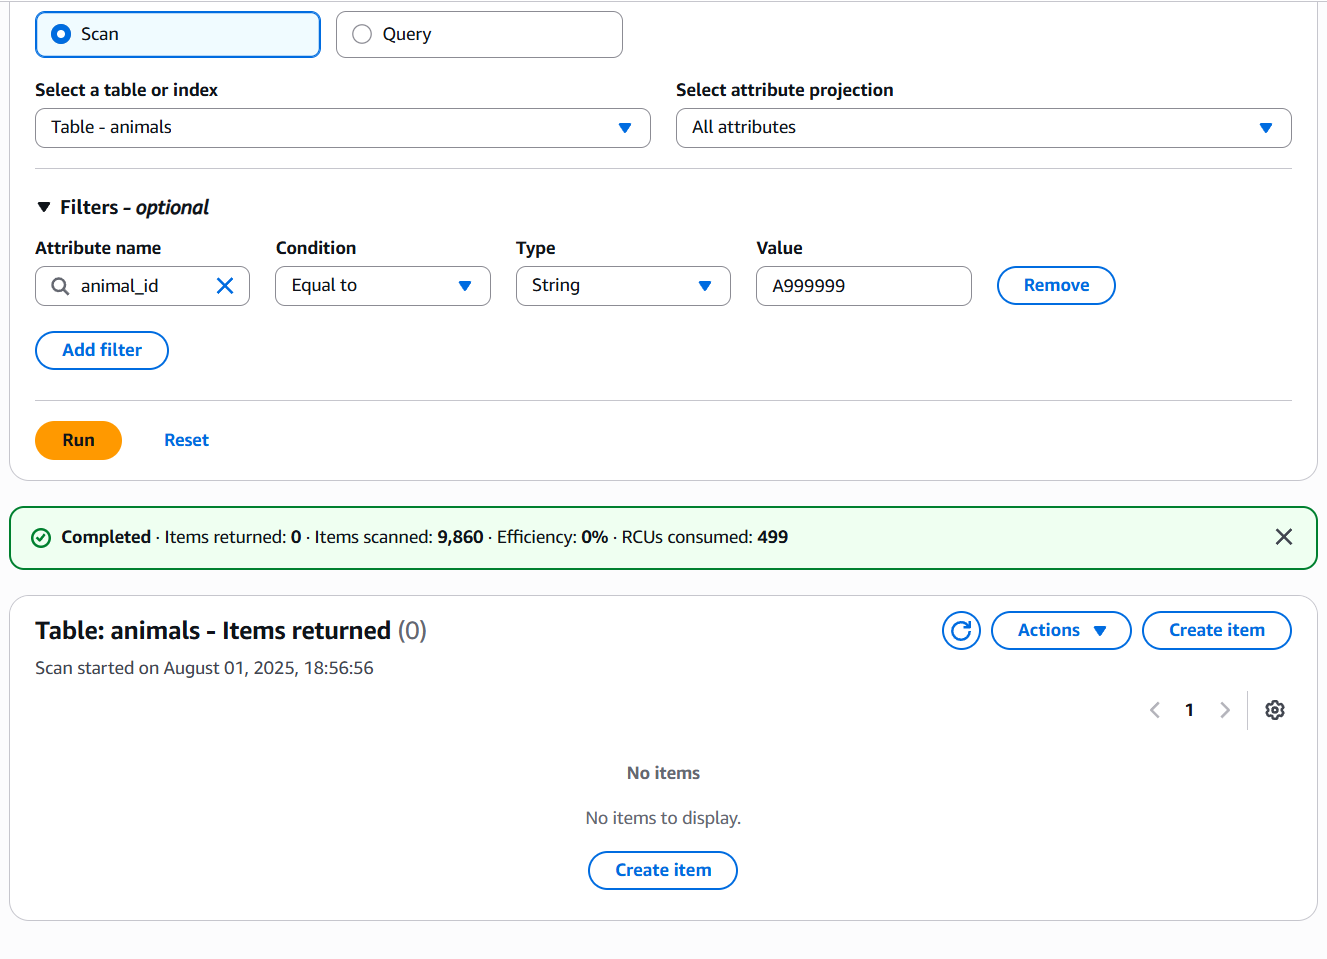 Scan Query
Select a table or index Select attribute projection
Table - animals All attributes
Filters - optional
Attribute name Condition Type Value
animal_id Equal to String A999999 Remove
Add filter
Run Reset
Completed · Items returned: 0 · Items scanned: 9,860 · Efficiency: 0% · RCUs consumed: 499
Table: animals - Items returned (0) Actions Create item
Scan started on August 01, 2025, 18:56:56
1
No items
No items to display.
Create item